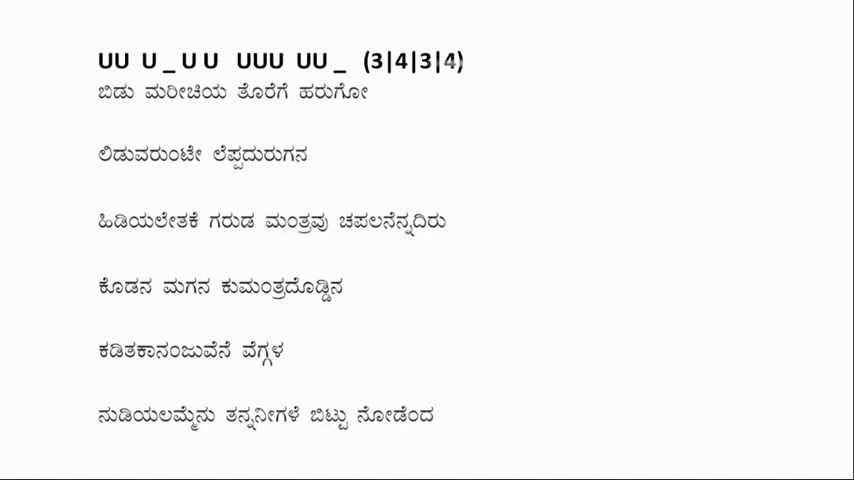 UU U _ U U UUU UU _ (3|4|3|4)
ಬಿಡು ಮರೀಚಿಯ ತೊರೆಗೆ ಹರುಗೋ
ಲಿಡುವರುಂಟೇ ಲೆಪ್ಪದುರುಗನ
ಹಿಡಿಯಲೇತಕೆ ಗರುಡ ಮಂತ್ರವು ಚಪಲನೆನ್ನದಿರು
ಕೊಡನ ಮಗನ ಕುಮಂತ್ರದೊಡ್ಡಿನ
ಕಡಿತಕಾನಂಜುವೆನೆ ವೆಗ್ಗಳ
ನುಡಿಯಲಮ್ಮೆನು ತನ್ನನೀಗಳೆ ಬಿಟ್ಟು ನೋಡೆಂದ